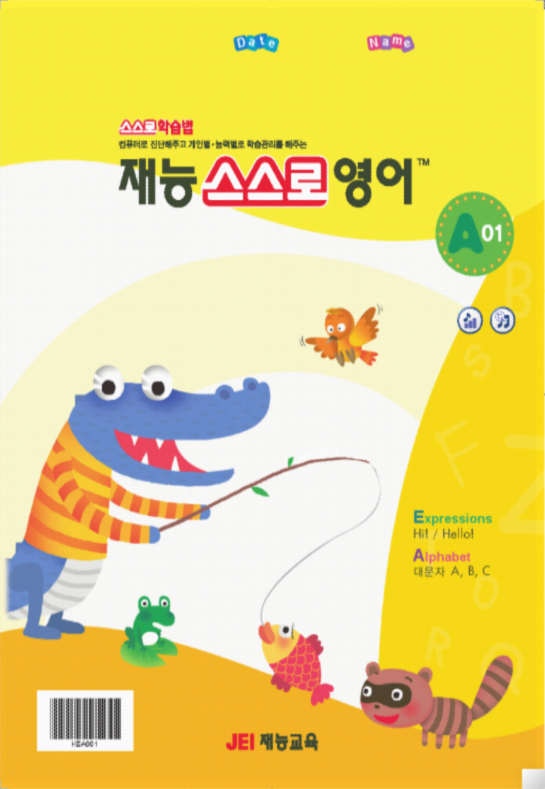 Date Name
스스로학습법
컴퓨터로 진단해주고 개인별·능력별로 학습관리를 해주는
재능스스로영어™
A01
Expressions
Hi! / Hello!
Alphabet
대문자 A, B, C
HEA001
JEI 재능교육
B
S
F
Z
O
R
Q